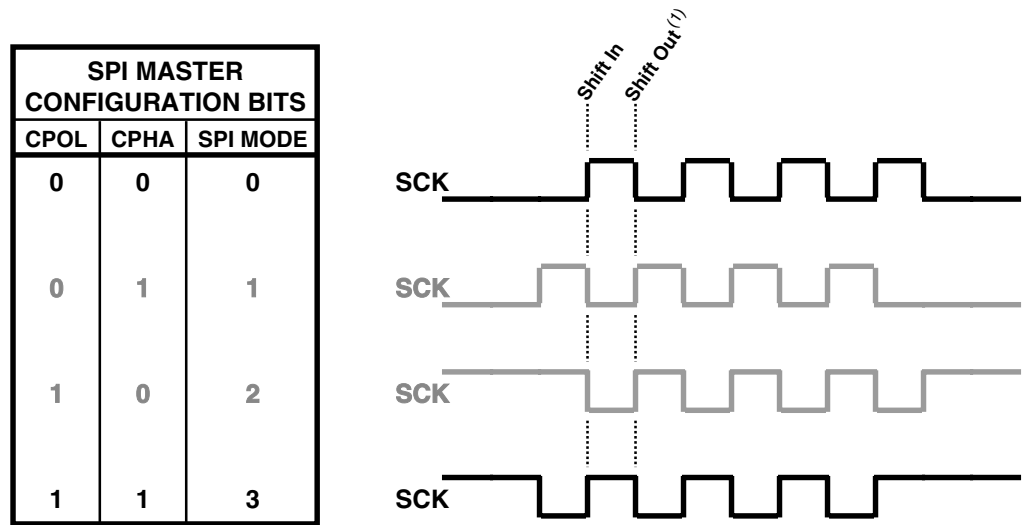 SPI MASTER
CONFIGURATION BITS
CPOL CPHA SPI MODE
0 0 0
0 1 1
1 0 2
1 1 3
Shift In
Shift Out(1)
SCK
SCK
SCK
SCK